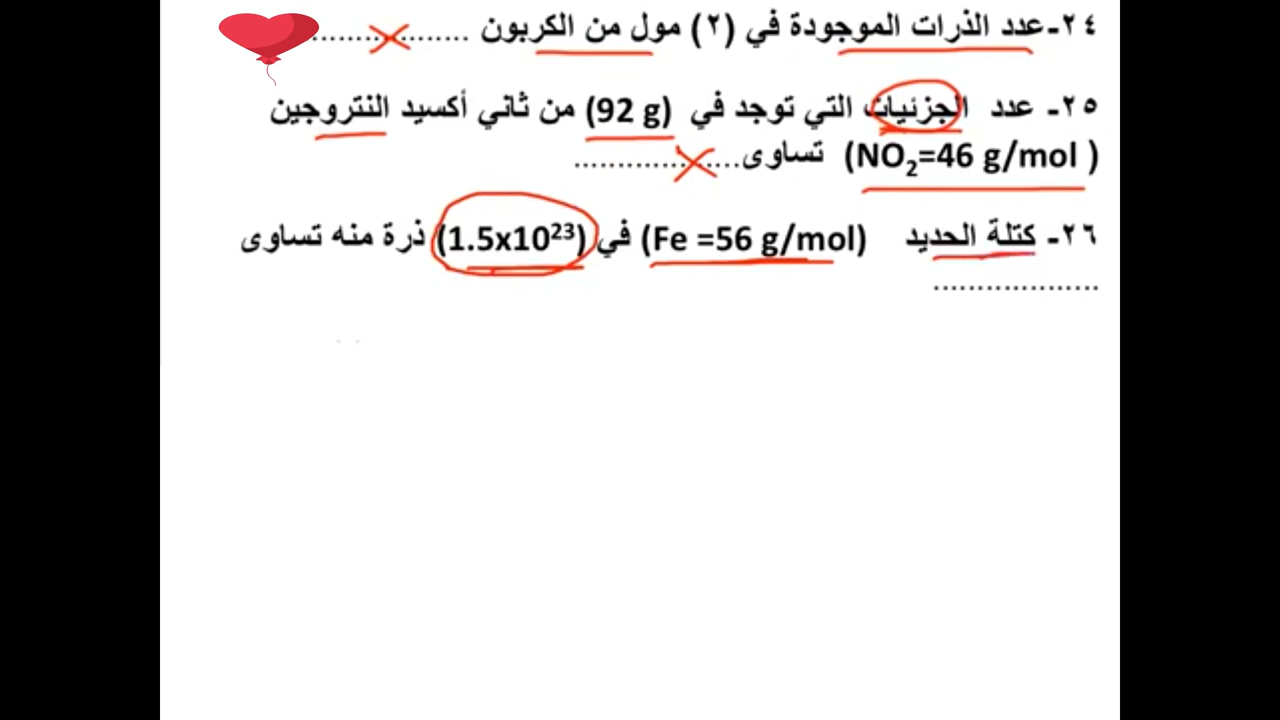 ٢٤-عدد الذرات الموجودة في (٢) مول من الكربون ..................
٢٥- عدد الجزئيات التي توجد في (92 g) من ثاني أكسيد النتروجين
( NO₂=46 g/mol) تساوى....................
٢٦- كتلة الحديد (Fe =56 g/mol) في (1.5x10²³) ذرة منه تساوى
...................